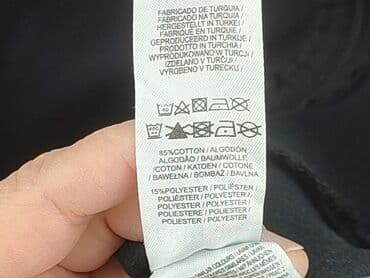 FABRICADO DE TURQUIA /
FABRICADO NA TURQUIA /
HERGESTELLT IN TÜRKEI /
FABRIQUÉ EN TURQUIE /
GEPRODUCEERD IN TURKIJE /
PRODOTTO IN TURCHIA /
WYPRODUKOWANO W TURCJI /
IZDELANO V TURČIJI /
VYROBENO V TURECKU /
85%COTTON / ALGODÓN
ALGODÃO / BAUMWOLLE
/COTON / KATOEN / COTONE
/ BAWEŁNA / BOMBAŽ / BAVLNA
15%POLYESTER / POLIÉSTER /
POLIÉSTER / POLYESTER /
POLYESTER / POLYESTER /
POLIESTERE / POLIESTER /
POLIESTER / POLYESTER